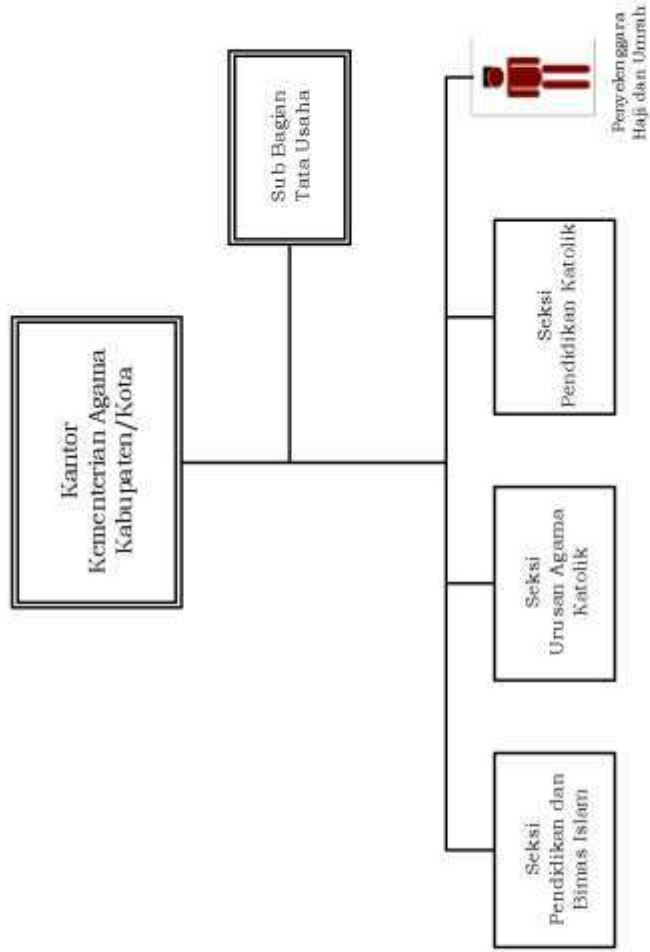 Kantor
Kementerian Agama
Kabupaten/Kota
Sub Bagian
Tata Usaha
Seksi
Pendidikan dan
Bimas Islam
Seksi
Urusan Agama
Katolik
Seksi
Pendidikan Katolik
Penyelenggara
Haji dan Umrah